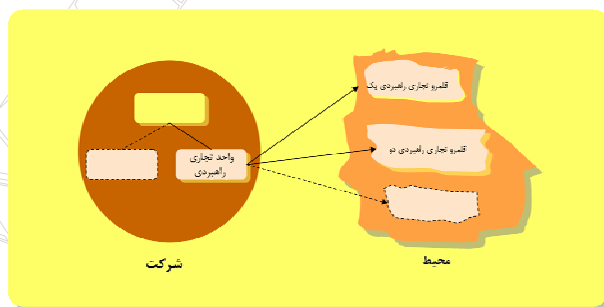 قلمرو تجاری راهبردی یک
واحد تجاری
راهبردی
قلمرو تجاری راهبردی دو
شرکت
محیط